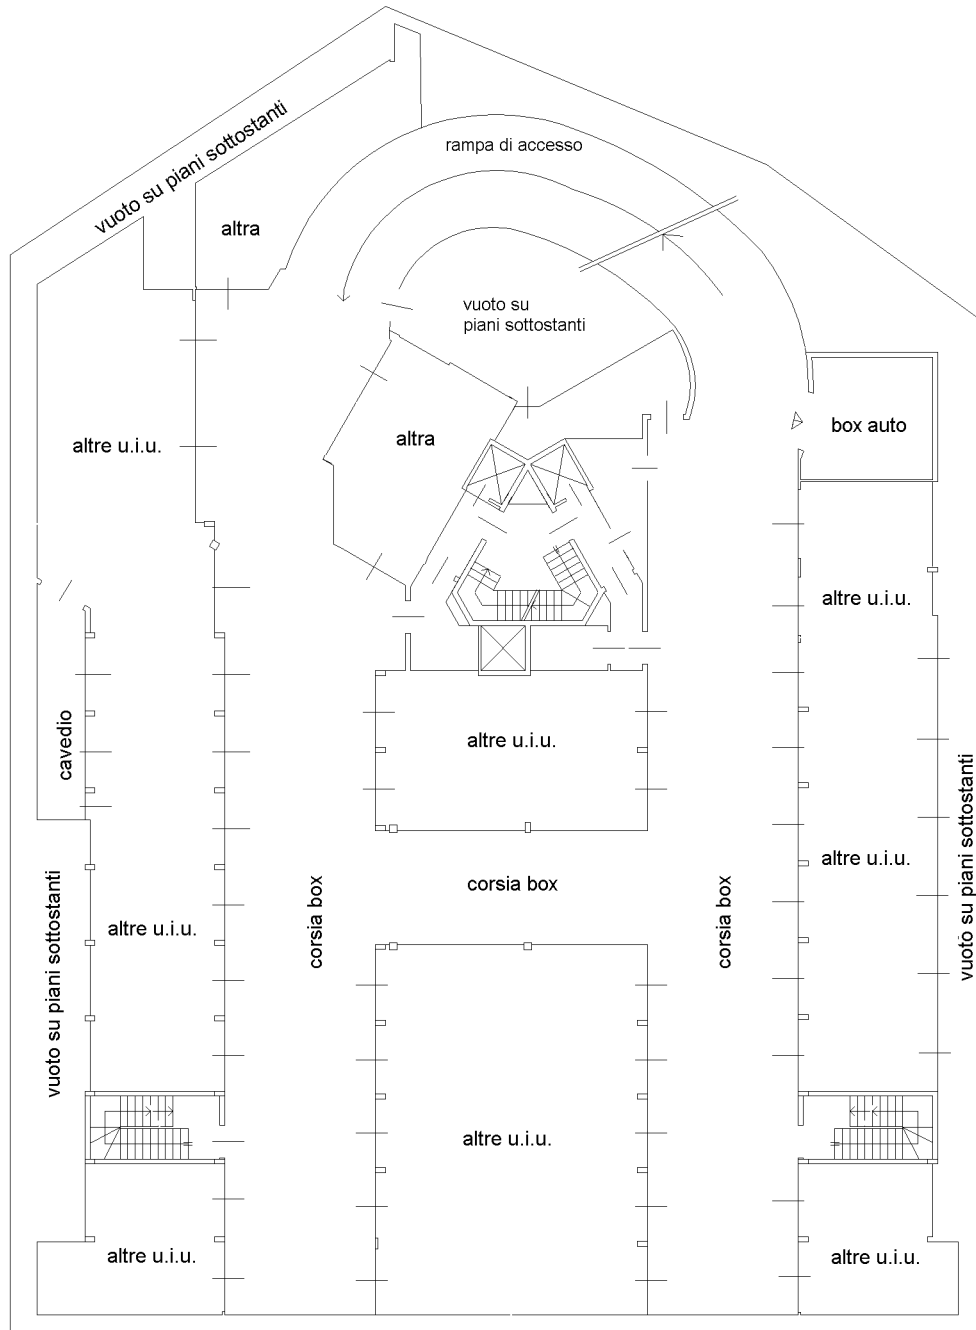 vuoto su piani sottostanti
rampa di accesso
altra
vuoto su
piani sottostanti
altre u.i.u.
altra
box auto
altre u.i.u.
cavedio
altre u.i.u.
vuoto su piani sottostanti
altre u.i.u.
corsia box
corsia box
corsia box
altre u.i.u.
vuoto su piani sottostanti
altre u.i.u.
altre u.i.u.
altre u.i.u.
altre u.i.u.